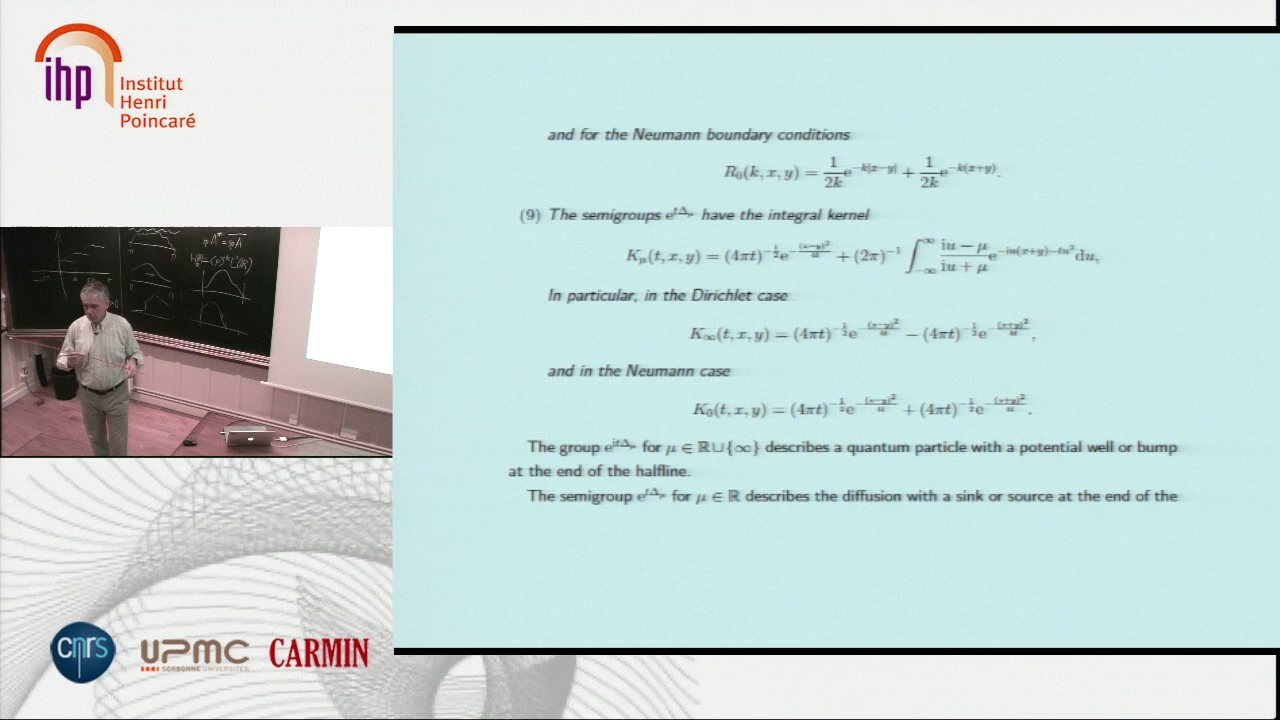 ihp Institut
Henri
Poincaré
and for the Neumann boundary conditions
R₀(k, x, y) = \frac{1}{2k}e^{-k|x-y|} + \frac{1}{2k}e^{-k(x+y)}.
(9) The semigroups e^{tΔ_μ} have the integral kernel
K_μ(t, x, y) = (4πt)^{-\frac{1}{2}}e^{-\frac{(x-y)^2}{4t}} + (2π)^{-1} ∫_{-∞}^{∞} \frac{iu − μ}{iu + μ}e^{-iu(x+y)-tu^2}du,
In particular, in the Dirichlet case
K_∞(t, x, y) = (4πt)^{-\frac{1}{2}}e^{-\frac{(x-y)^2}{4t}} − (4πt)^{-\frac{1}{2}}e^{-\frac{(x+y)^2}{4t}},
and in the Neumann case
K₀(t, x, y) = (4πt)^{-\frac{1}{2}}e^{-\frac{(x-y)^2}{4t}} + (4πt)^{-\frac{1}{2}}e^{-\frac{(x+y)^2}{4t}}.
The group e^{itΔ_μ} for μ ∈ ℝ∪{∞} describes a quantum particle with a potential well or bump
at the end of the halfline.
The semigroup e^{tΔ_μ} for μ ∈ ℝ describes the diffusion with a sink or source at the end of the
cnrs
UPMC
SORBONNE UNIVERSITÉS
CARMIN